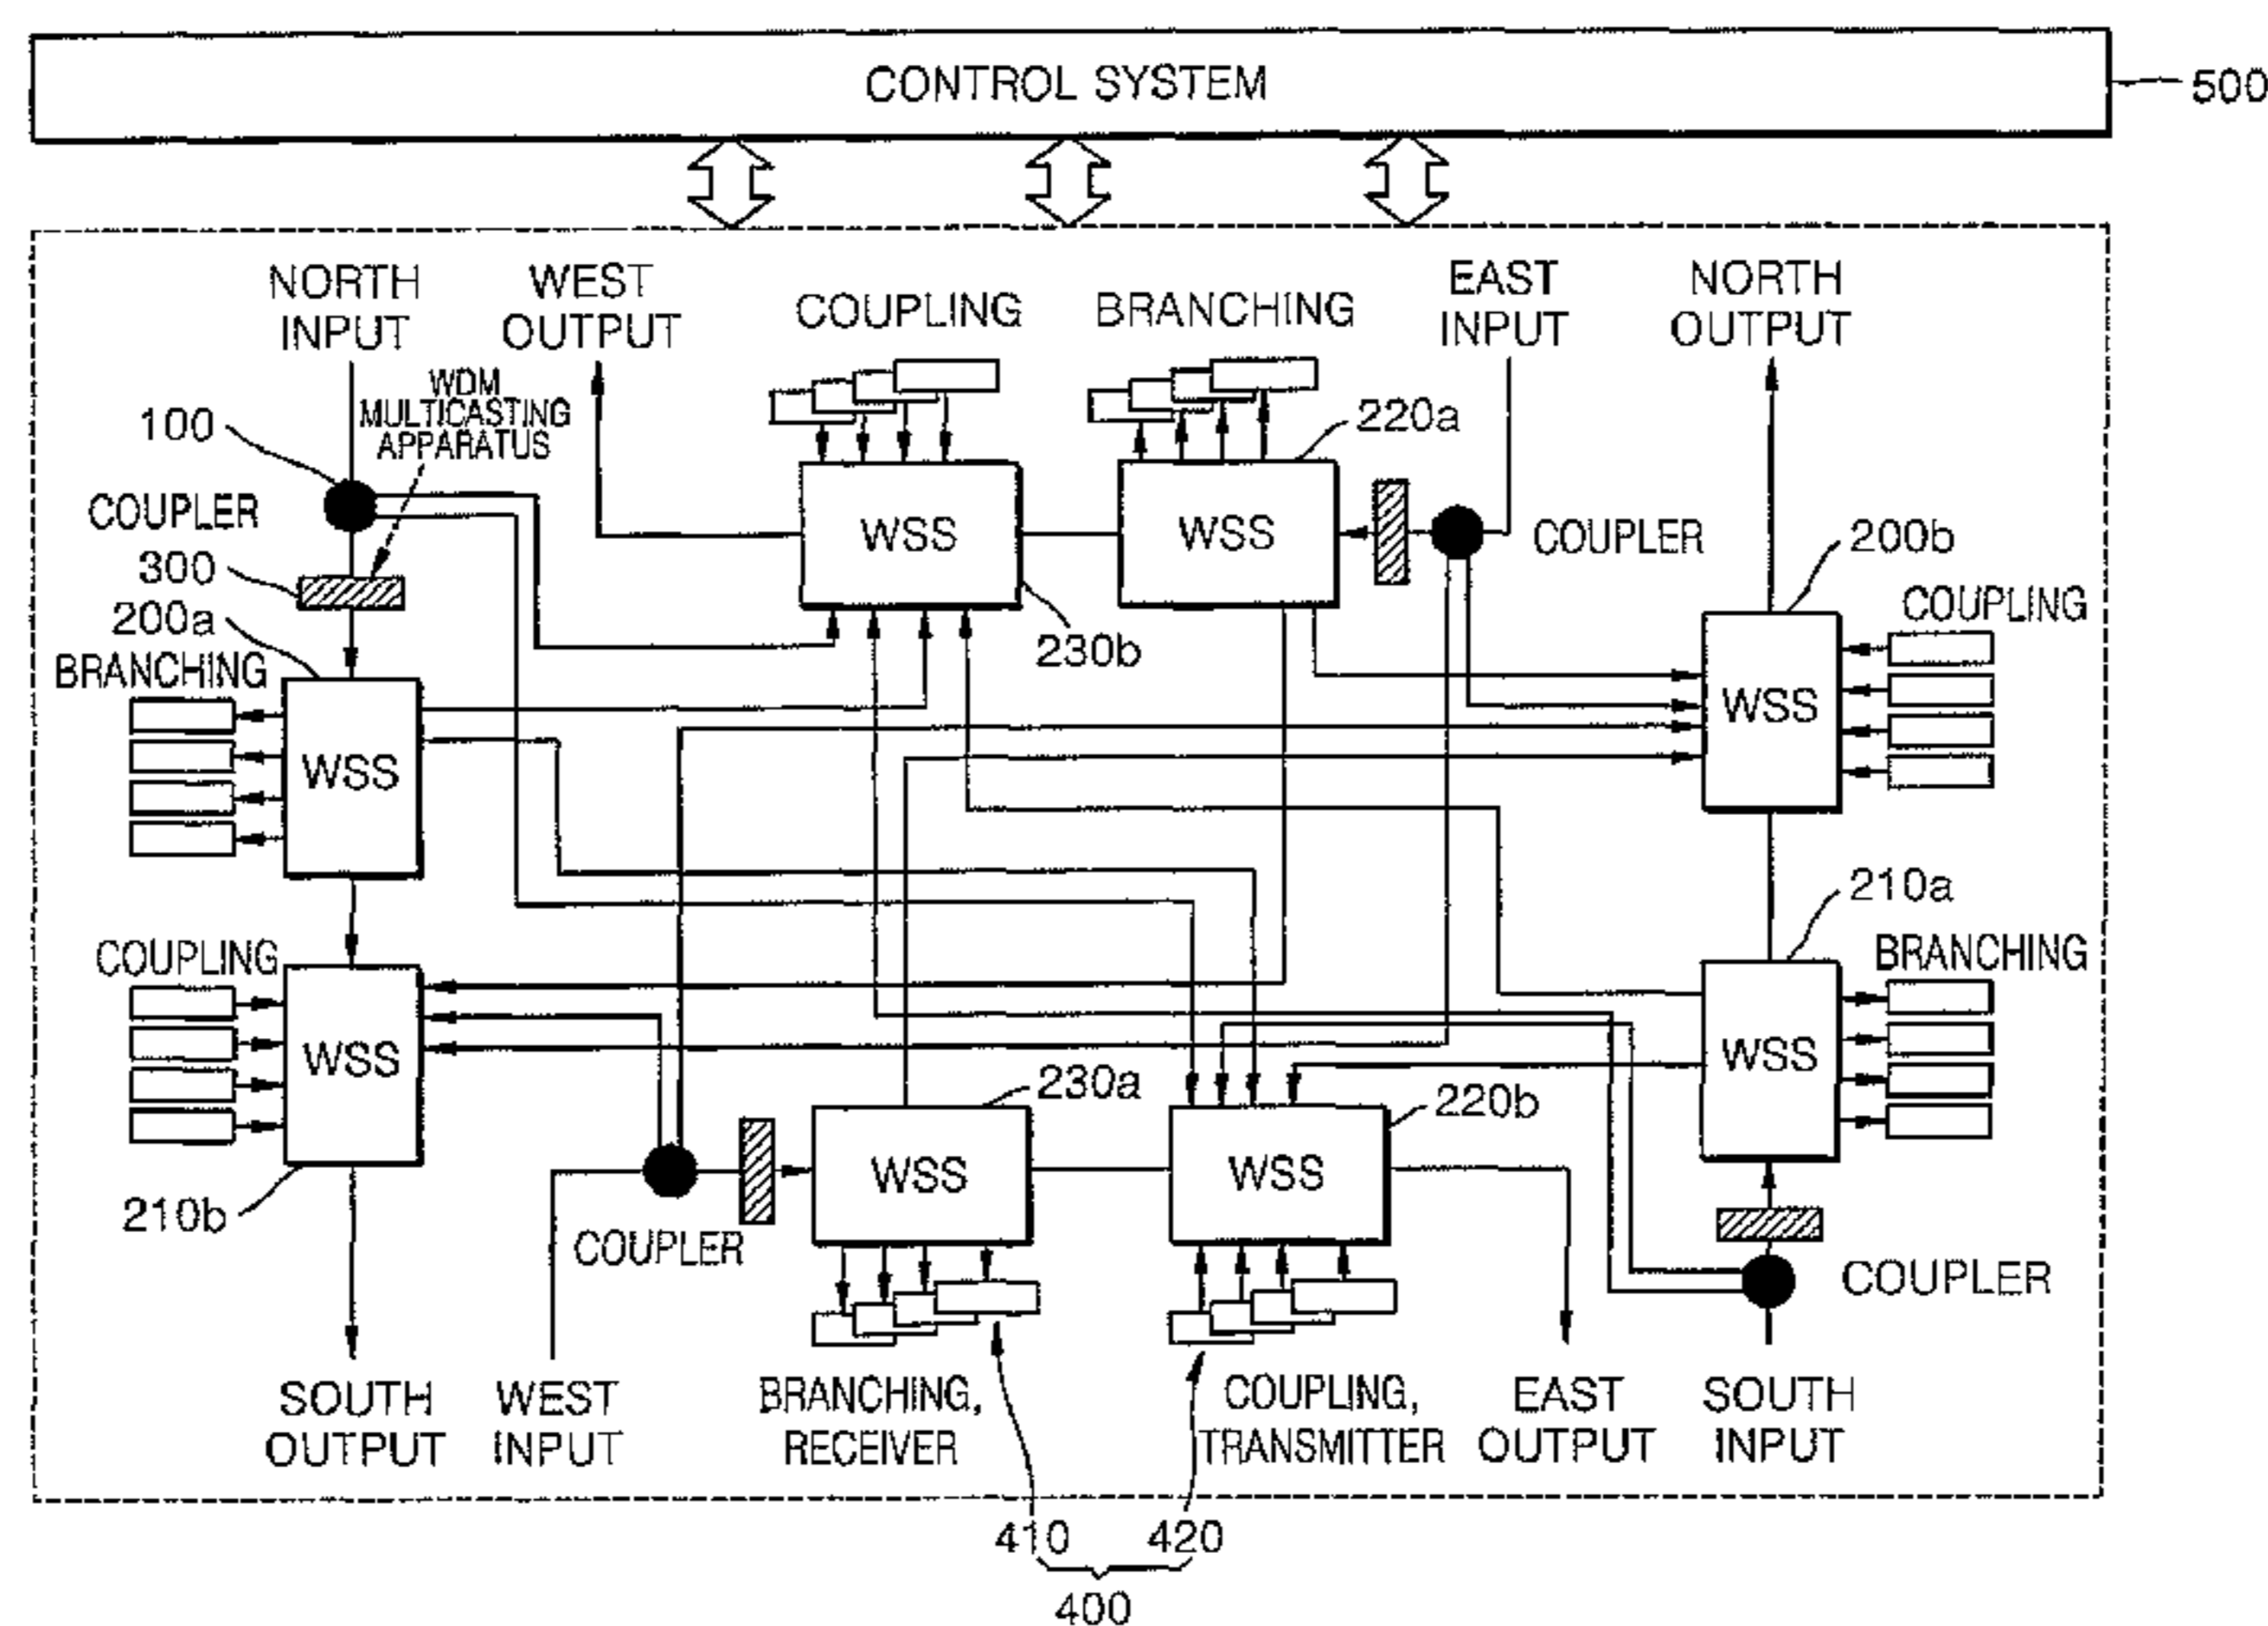 CONTROL SYSTEM
500
NORTH
INPUT
WEST
OUTPUT
COUPLING
BRANCHING
EAST
INPUT
NORTH
OUTPUT
WDM
MULTICASTING
APPARATUS
100
220a
COUPLER
WSS
WSS
COUPLER
200b
300
200a
COUPLING
230b
BRANCHING
WSS
WSS
210a
COUPLING
BRANCHING
WSS
WSS
230a
220b
WSS
WSS
210b
COUPLER
COUPLER
SOUTH
OUTPUT
WEST
INPUT
BRANCHING,
RECEIVER
COUPLING,
TRANSMITTER
EAST
OUTPUT
SOUTH
INPUT
410
420
400